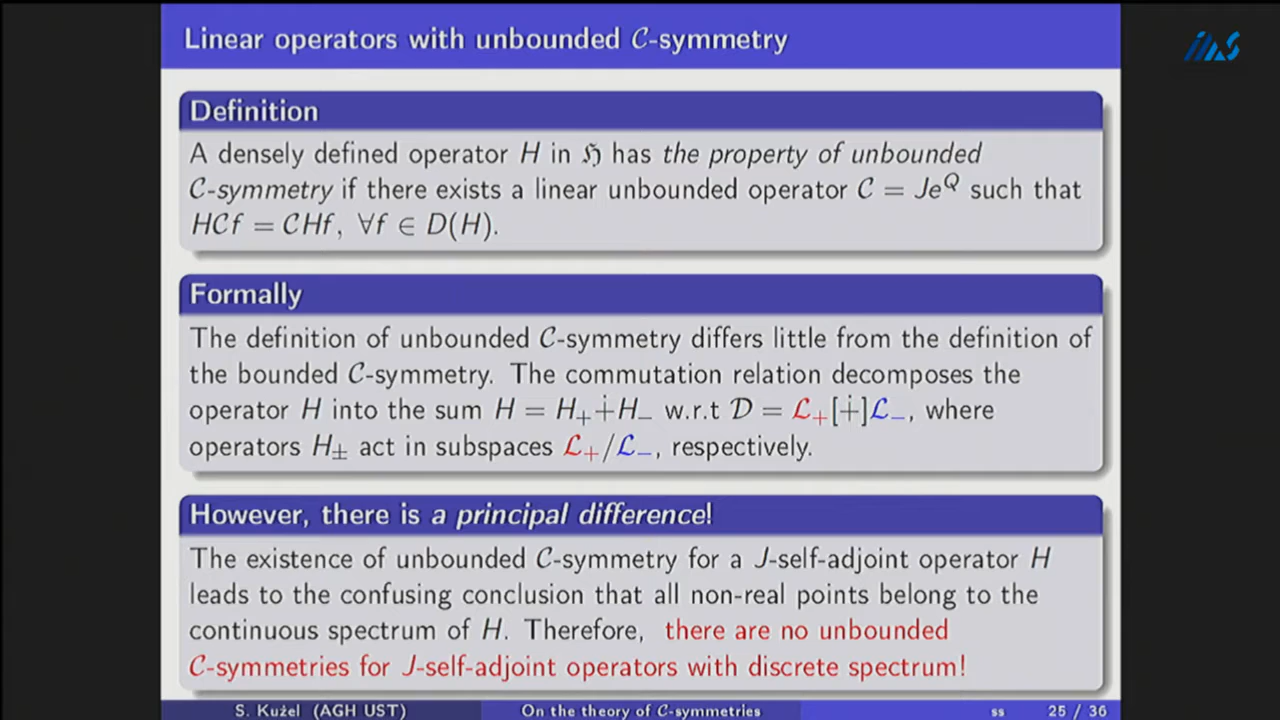 Linear operators with unbounded 𝒞-symmetry
IMS
Definition
A densely defined operator H in ℌ has the property of unbounded
𝒞-symmetry if there exists a linear unbounded operator 𝒞 = Je^Q such that
H𝒞f = 𝒞Hf, ∀f ∈ D(H).
Formally
The definition of unbounded 𝒞-symmetry differs little from the definition of
the bounded 𝒞-symmetry. The commutation relation decomposes the
operator H into the sum H = H₊∔H₋ w.r.t 𝒟 = ℒ₊[∔]ℒ₋, where
operators H± act in subspaces ℒ₊/ℒ₋, respectively.
However, there is a principal difference!
The existence of unbounded 𝒞-symmetry for a J-self-adjoint operator H
leads to the confusing conclusion that all non-real points belong to the
continuous spectrum of H. Therefore, there are no unbounded
𝒞-symmetries for J-self-adjoint operators with discrete spectrum!
S. Kużel (AGH UST) On the theory of 𝒞-symmetries ss 25 / 36